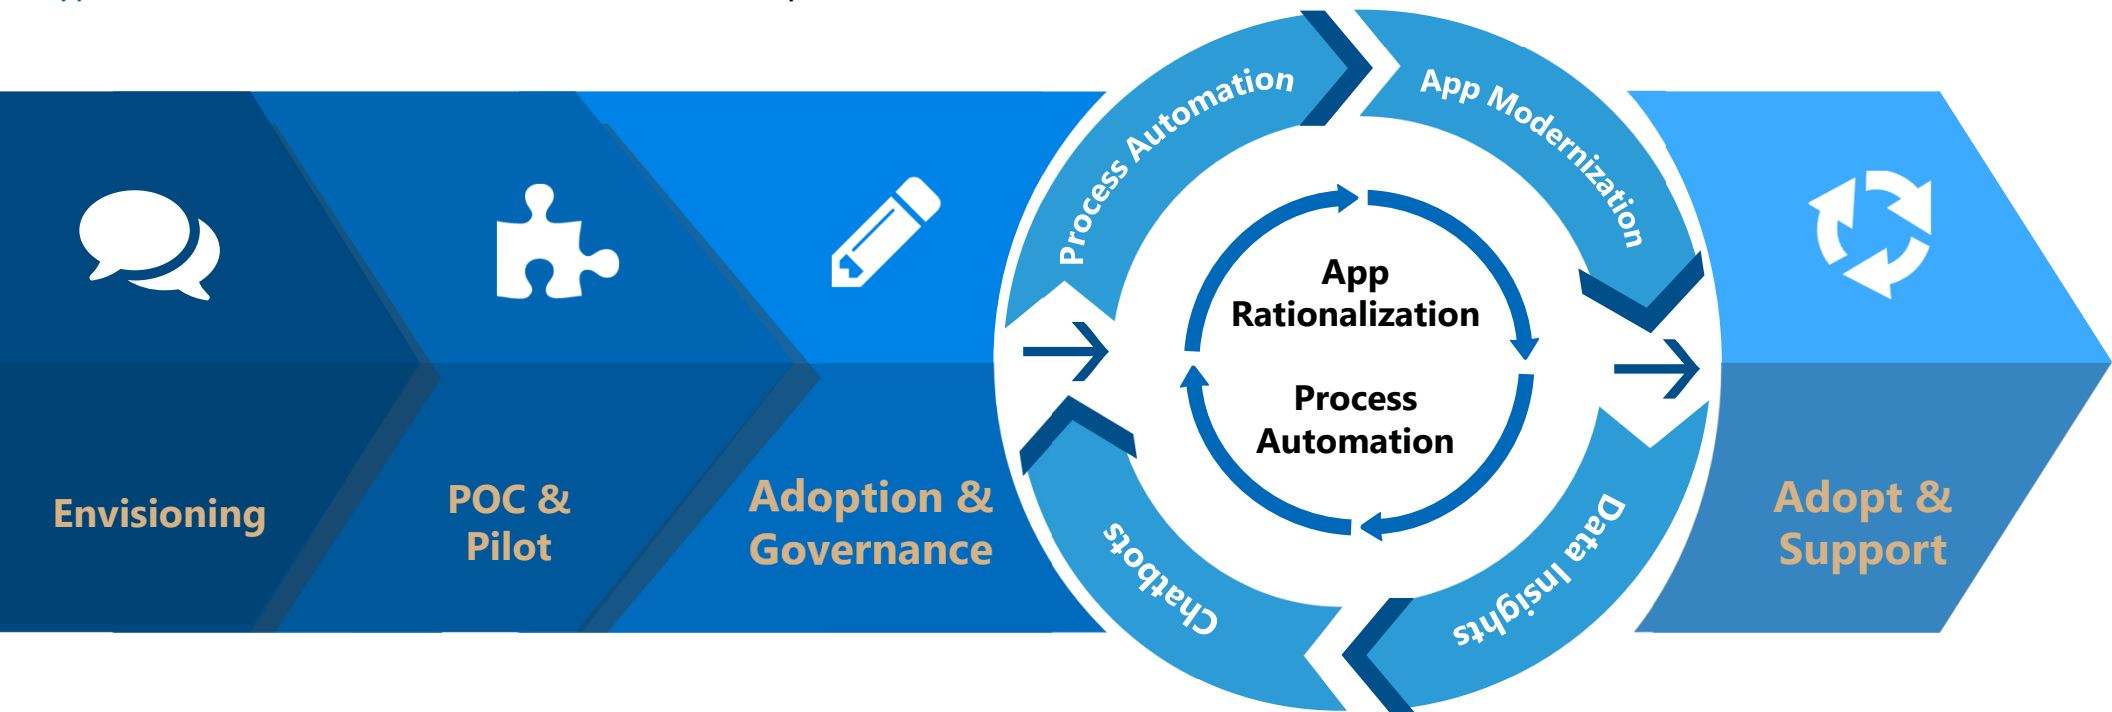 Envisioning
POC &
Pilot
Adoption &
Governance
Process Automation
App Modernization
Data Insights
Chatbots
App
Rationalization
Process
Automation
Adopt &
Support